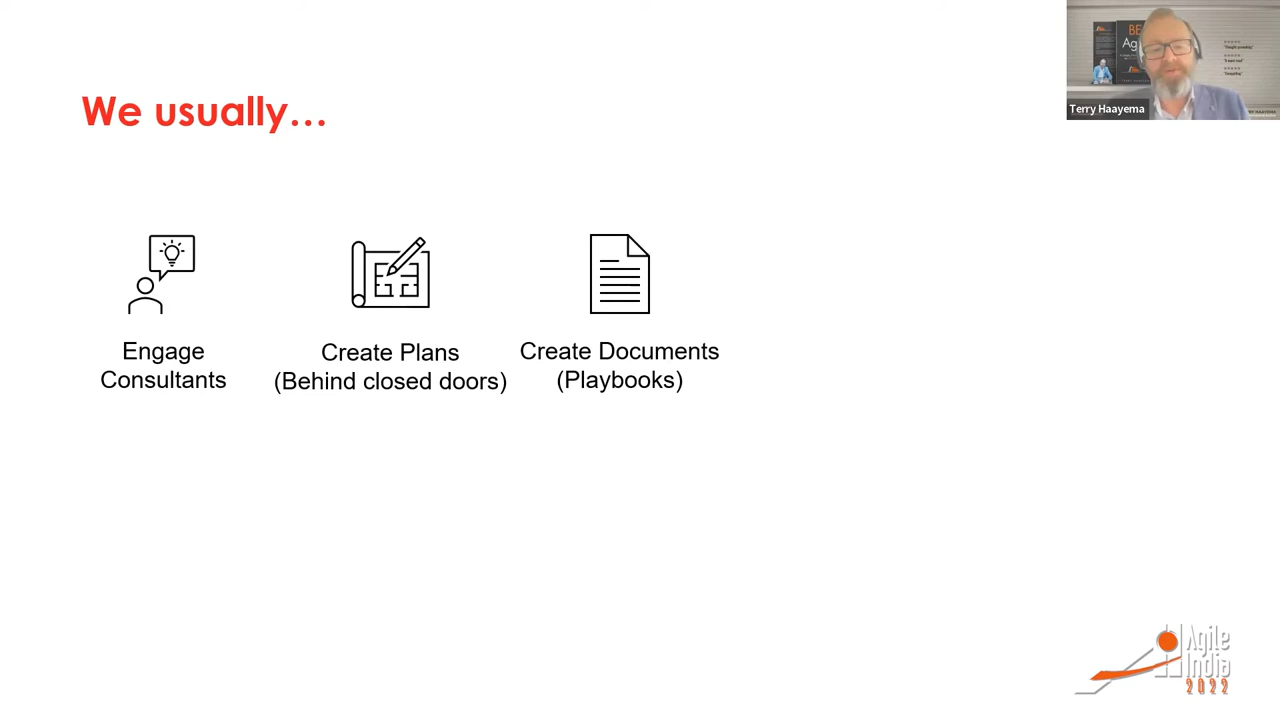 We usually…
Terry Haayema
Engage
Consultants
Create Plans
(Behind closed doors)
Create Documents
(Playbooks)
Agile
India
2022